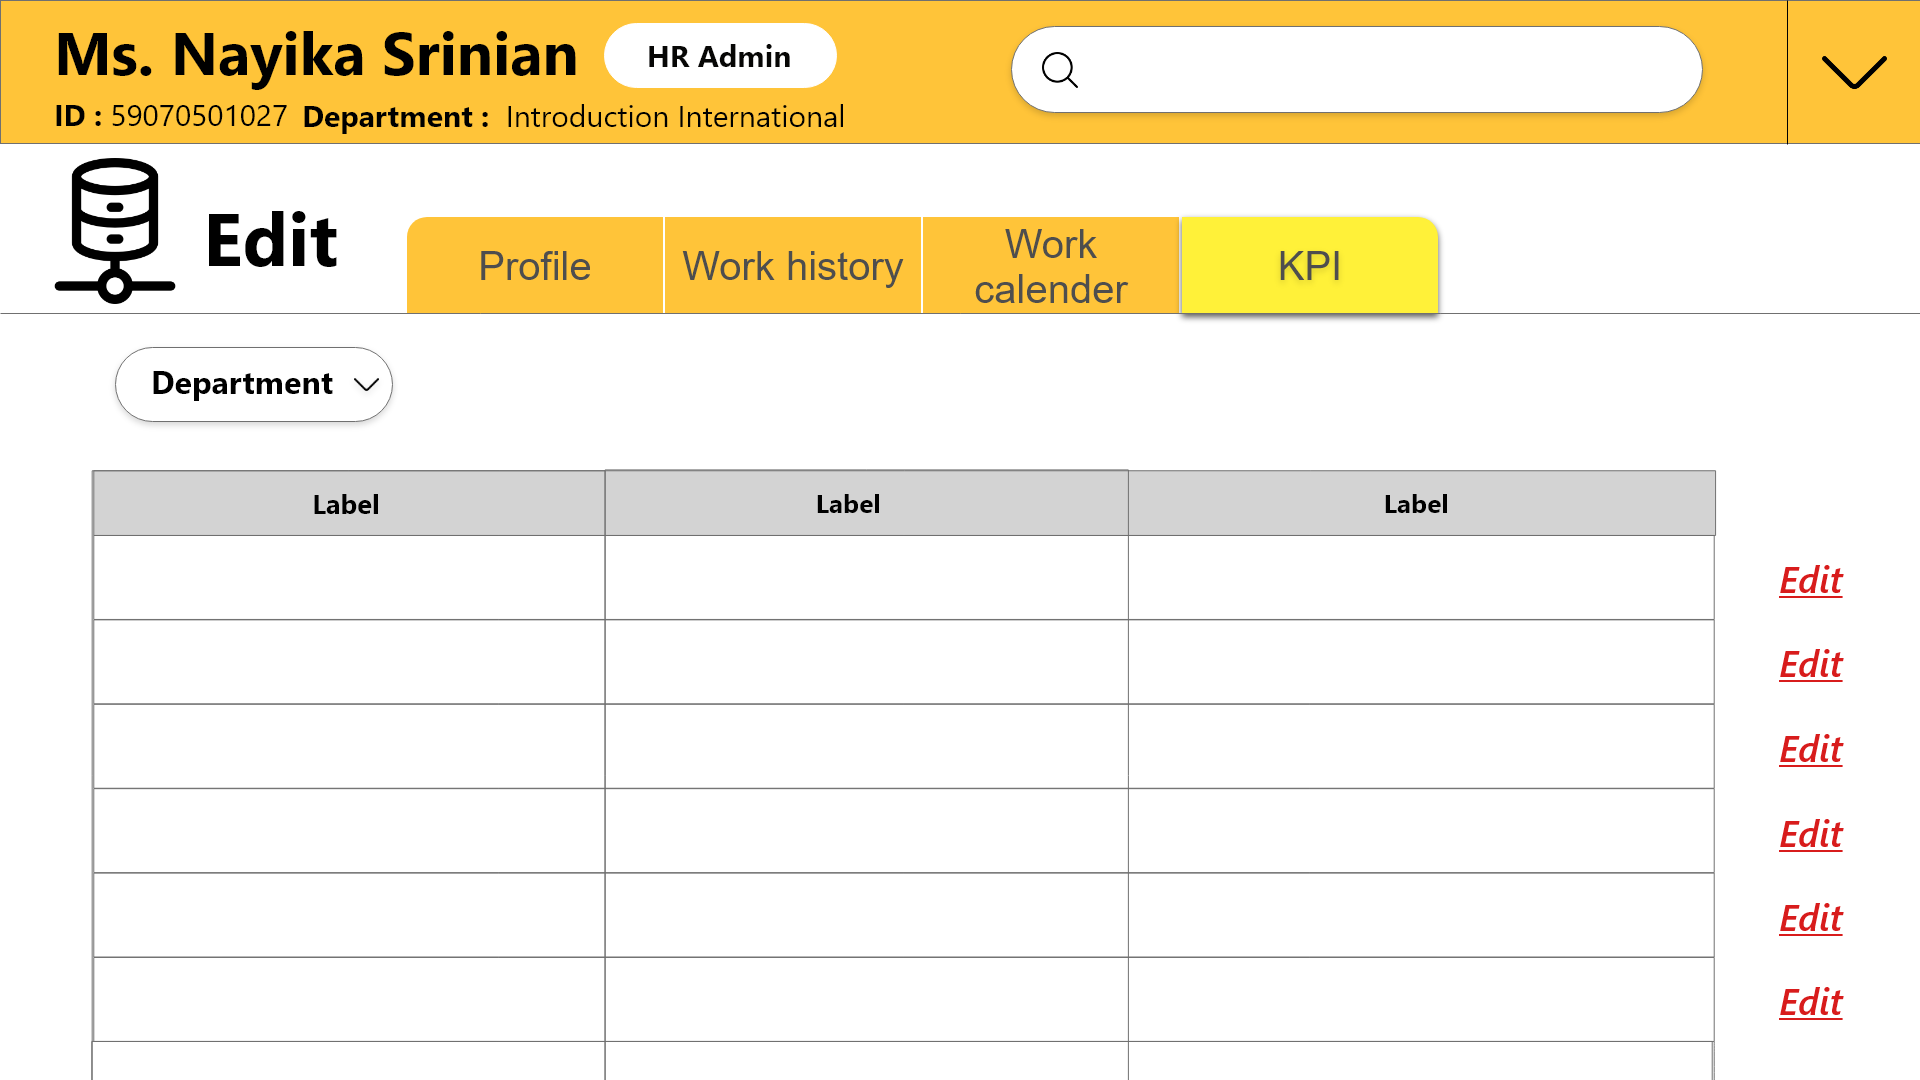 Ms. Nayika Srinian HR Admin
ID : 59070501027 Department : Introduction International
Edit
Profile
Work history
Work
calender
KPI
Department
Label Label Label
Edit
Edit
Edit
Edit
Edit
Edit